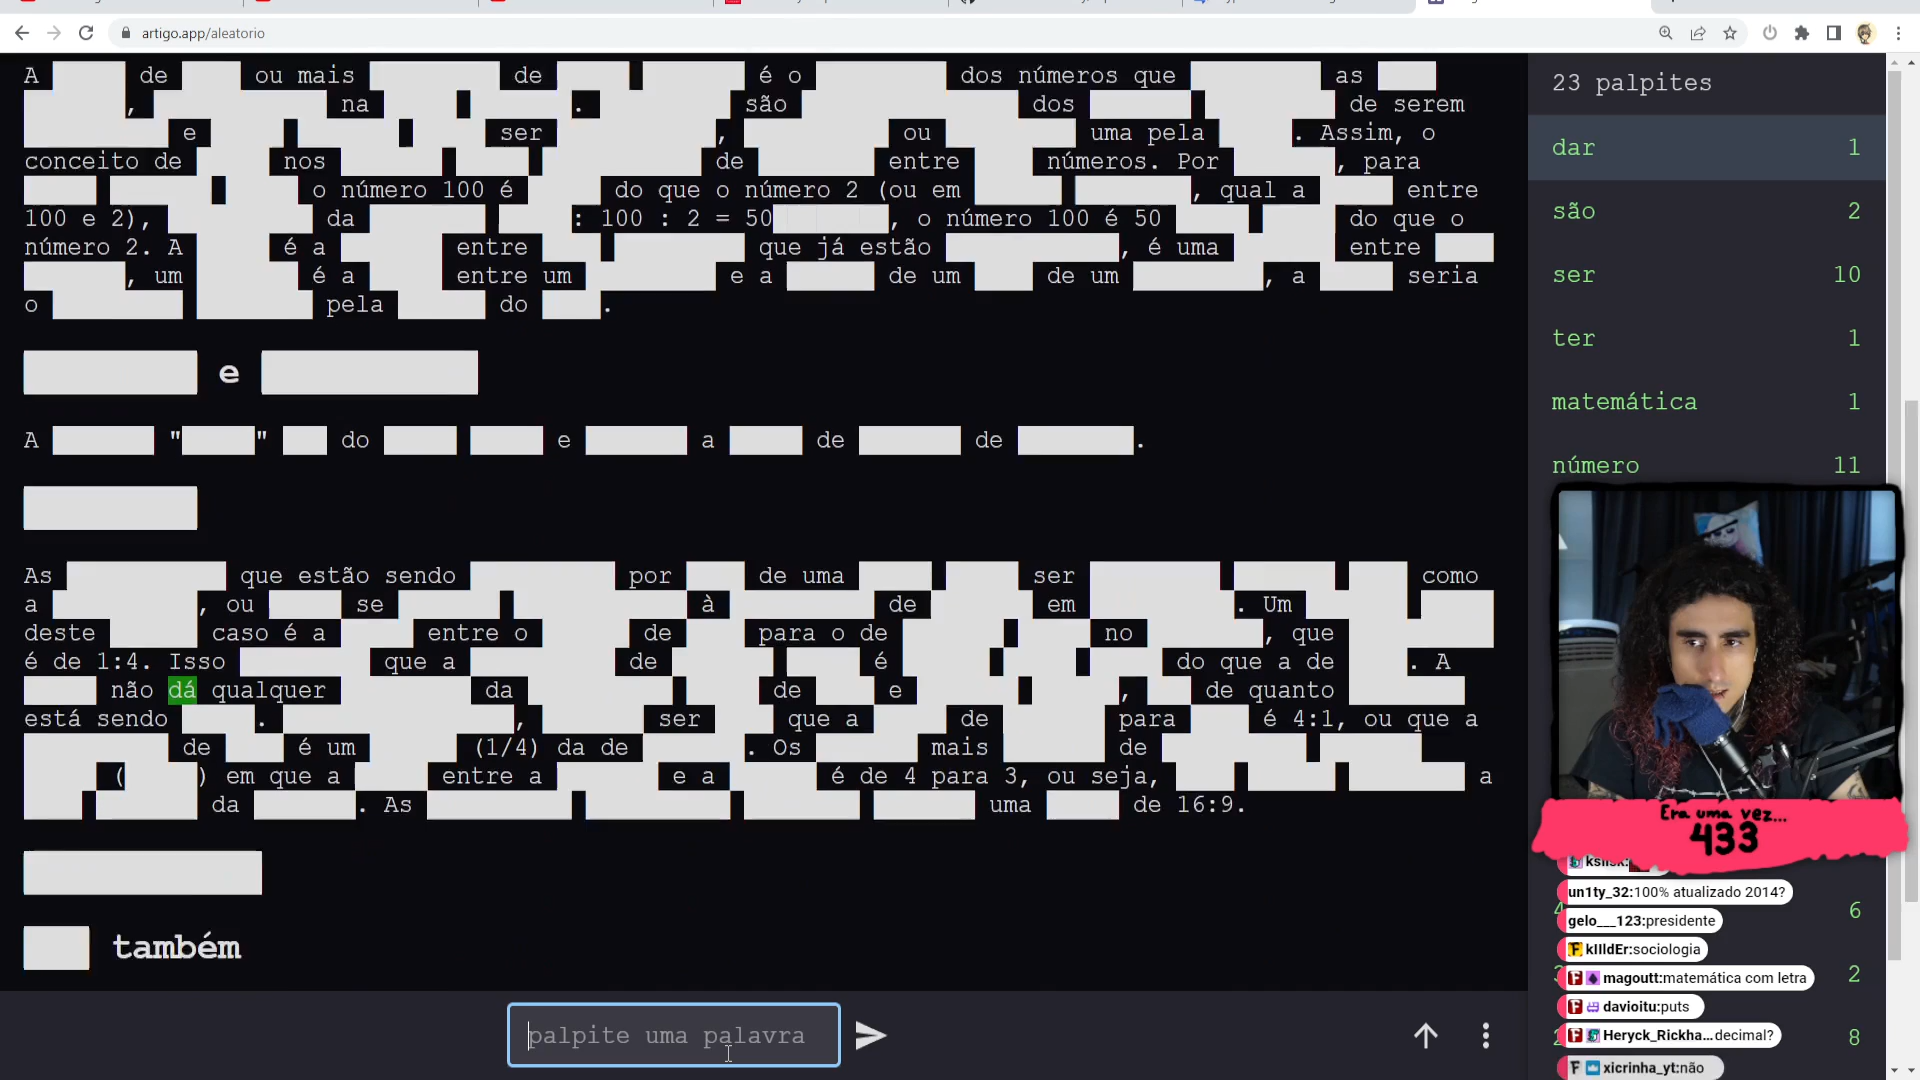 artigo.app/aleatorio
A de ou mais de é o dos números que as
, na . são dos de serem
e ser , ou uma pela . Assim, o
conceito de nos de entre números. Por , para
o número 100 é do que o número 2 (ou em , qual a entre
100 e 2), da : 100 : 2 = 50 , o número 100 é 50 do que o
número 2. A é a entre que já estão , é uma entre
, um é a entre um e a de um de um , a seria
o pela do .
e
A " " do e a de de .
As que estão sendo por de uma ser como
a , ou se à de em . Um
deste caso é a entre o de para o de no , que
é de 1:4. Isso que a de é do que a de . A
não dá qualquer da de e , de quanto
está sendo . , ser que a de para é 4:1, ou que a
de é um (1/4) da de . Os mais de
( ) em que a entre a e a é de 4 para 3, ou seja, a
da . As uma de 16:9.
também
palpite uma palavra
23 palpites
dar 1
são 2
ser 10
ter 1
matemática 1
número 11
Era uma vez...
433
un1ty_32:100% atualizado 2014?
6
gelo___123:presidente
kIlldEr:sociologia
magoutt:matemática com letra
2
davioitu:puts
Heryck_Rickha...decimal?
8
xicrinha_yt:não